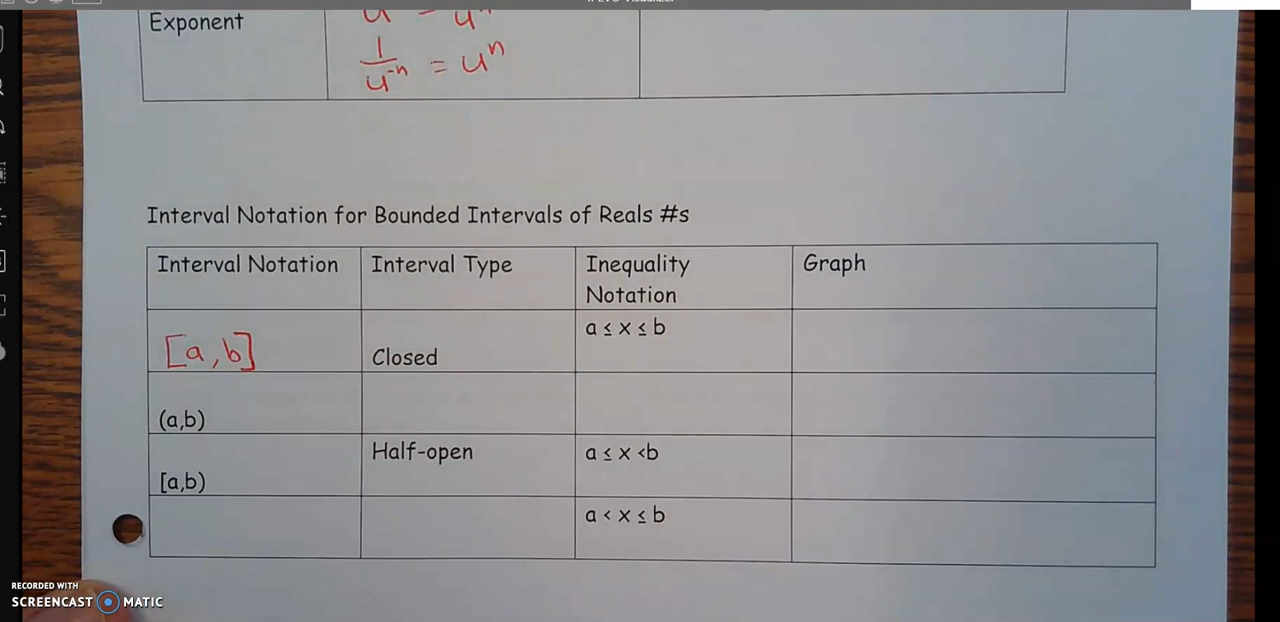 Exponent
1/u⁻ⁿ = uⁿ
Interval Notation for Bounded Intervals of Reals #s
Interval Notation Interval Type Inequality Notation Graph
[a,b] Closed a ≤ x ≤ b
(a,b)
[a,b) Half-open a ≤ x <b
a < x ≤ b
RECORDED WITH
SCREENCAST MATIC